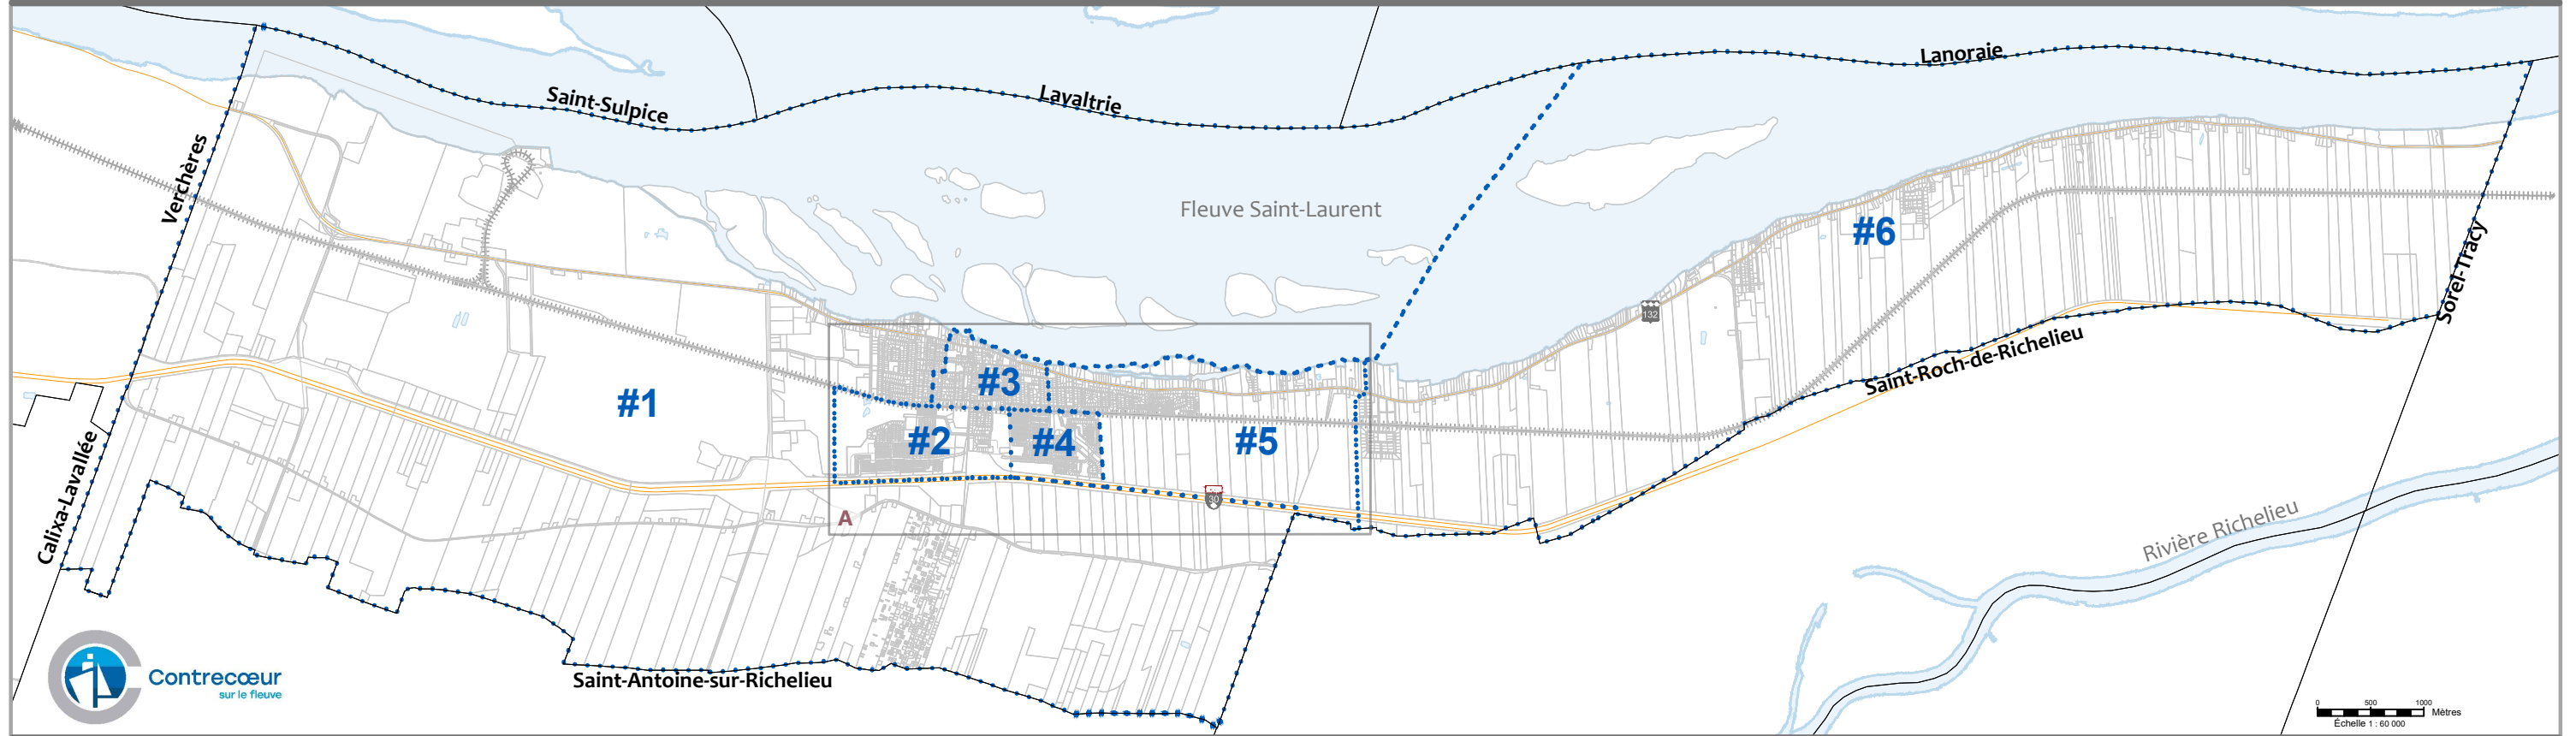 Lanoraie
Saint-Sulpice
Lavaltrie
Verchères
Fleuve Saint-Laurent
#6
Sorel-Tracy
132
Saint-Roch-de-Richelieu
#3
#1
#2
#4
#5
30
A
Calixa-Lavallée
Rivière Richelieu
Contrecœur
sur le fleuve
Saint-Antoine-sur-Richelieu
0 500 1000
Mètres
Échelle 1 : 60 000